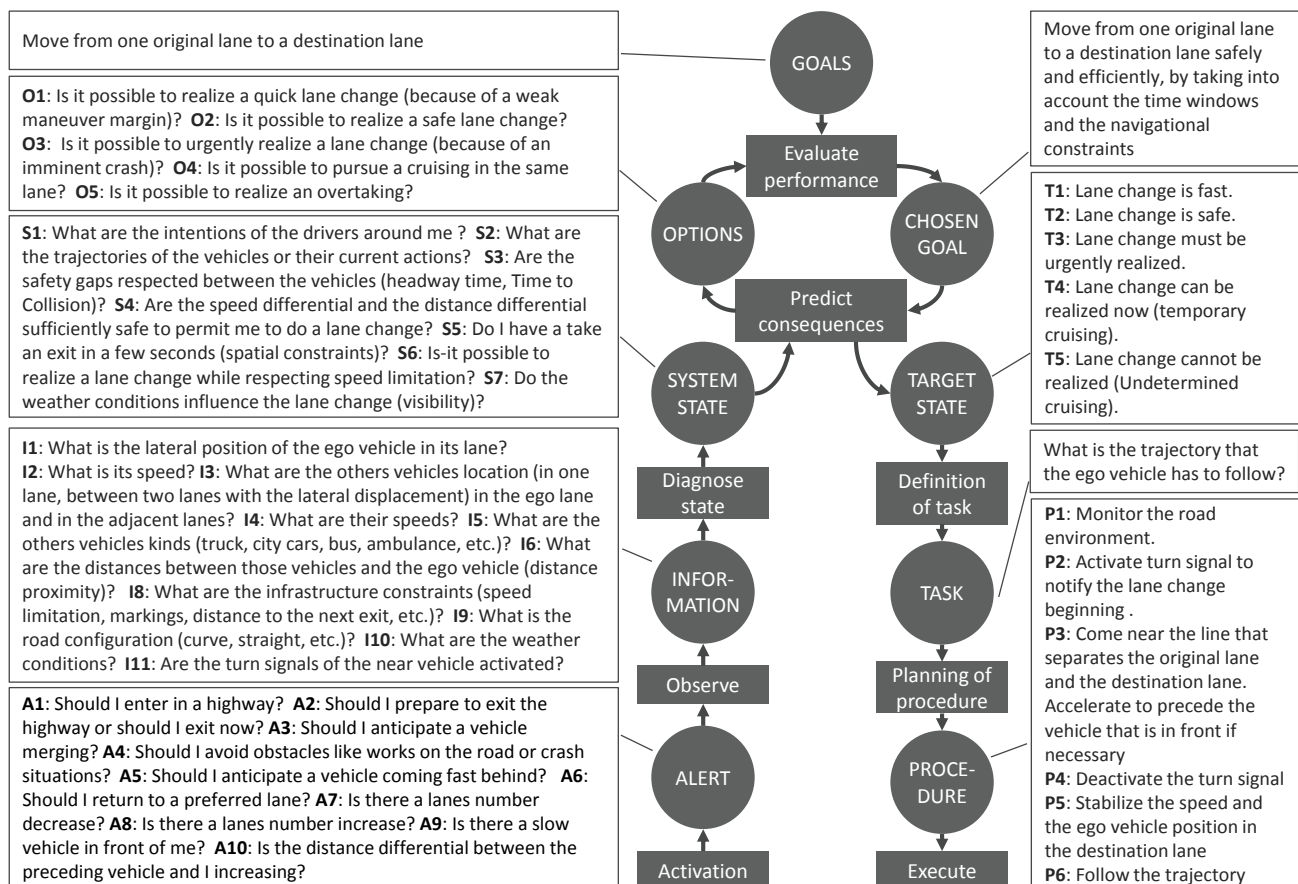 Move from one original lane to a destination lane
O1: Is it possible to realize a quick lane change (because of a weak
maneuver margin)? O2: Is it possible to realize a safe lane change?
O3: Is it possible to urgently realize a lane change (because of an
imminent crash)? O4: Is it possible to pursue a cruising in the same
lane? O5: Is it possible to realize an overtaking?
S1: What are the intentions of the drivers around me ? S2: What are
the trajectories of the vehicles or their current actions? S3: Are the
safety gaps respected between the vehicles (headway time, Time to
Collision)? S4: Are the speed differential and the distance differential
sufficiently safe to permit me to do a lane change? S5: Do I have a take
an exit in a few seconds (spatial constraints)? S6: Is-it possible to
realize a lane change while respecting speed limitation? S7: Do the
weather conditions influence the lane change (visibility)?
I1: What is the lateral position of the ego vehicle in its lane?
I2: What is its speed? I3: What are the others vehicles location (in one
lane, between two lanes with the lateral displacement) in the ego lane
and in the adjacent lanes? I4: What are their speeds? I5: What are the
others vehicles kinds (truck, city cars, bus, ambulance, etc.)? I6: What
are the distances between those vehicles and the ego vehicle (distance
proximity)? I8: What are the infrastructure constraints (speed
limitation, markings, distance to the next exit, etc.)? I9: What is the
road configuration (curve, straight, etc.)? I10: What are the weather
conditions? I11: Are the turn signals of the near vehicle activated?
A1: Should I enter in a highway? A2: Should I prepare to exit the
highway or should I exit now? A3: Should I anticipate a vehicle
merging? A4: Should I avoid obstacles like works on the road or crash
situations? A5: Should I anticipate a vehicle coming fast behind? A6:
Should I return to a preferred lane? A7: Is there a lanes number
decrease? A8: Is there a lanes number increase? A9: Is there a slow
vehicle in front of me? A10: Is the distance differential between the
preceding vehicle and I increasing?
GOALS
Evaluate
performance
OPTIONS
CHOSEN
GOAL
Predict
consequences
SYSTEM
STATE
TARGET
STATE
Diagnose
state
Definition
of task
INFOR-
MATION
TASK
Observe
Planning of
procedure
ALERT
PROCE-
DURE
Activation
Execute
Move from one original lane
to a destination lane safely
and efficiently, by taking into
account the time windows
and the navigational
constraints
T1: Lane change is fast.
T2: Lane change is safe.
T3: Lane change must be
urgently realized.
T4: Lane change can be
realized now (temporary
cruising).
T5: Lane change cannot be
realized (Undetermined
cruising).
What is the trajectory that
the ego vehicle has to follow?
P1: Monitor the road
environment.
P2: Activate turn signal to
notify the lane change
beginning .
P3: Come near the line that
separates the original lane
and the destination lane.
Accelerate to precede the
vehicle that is in front if
necessary
P4: Deactivate the turn signal
P5: Stabilize the speed and
the ego vehicle position in
the destination lane
P6: Follow the trajectory